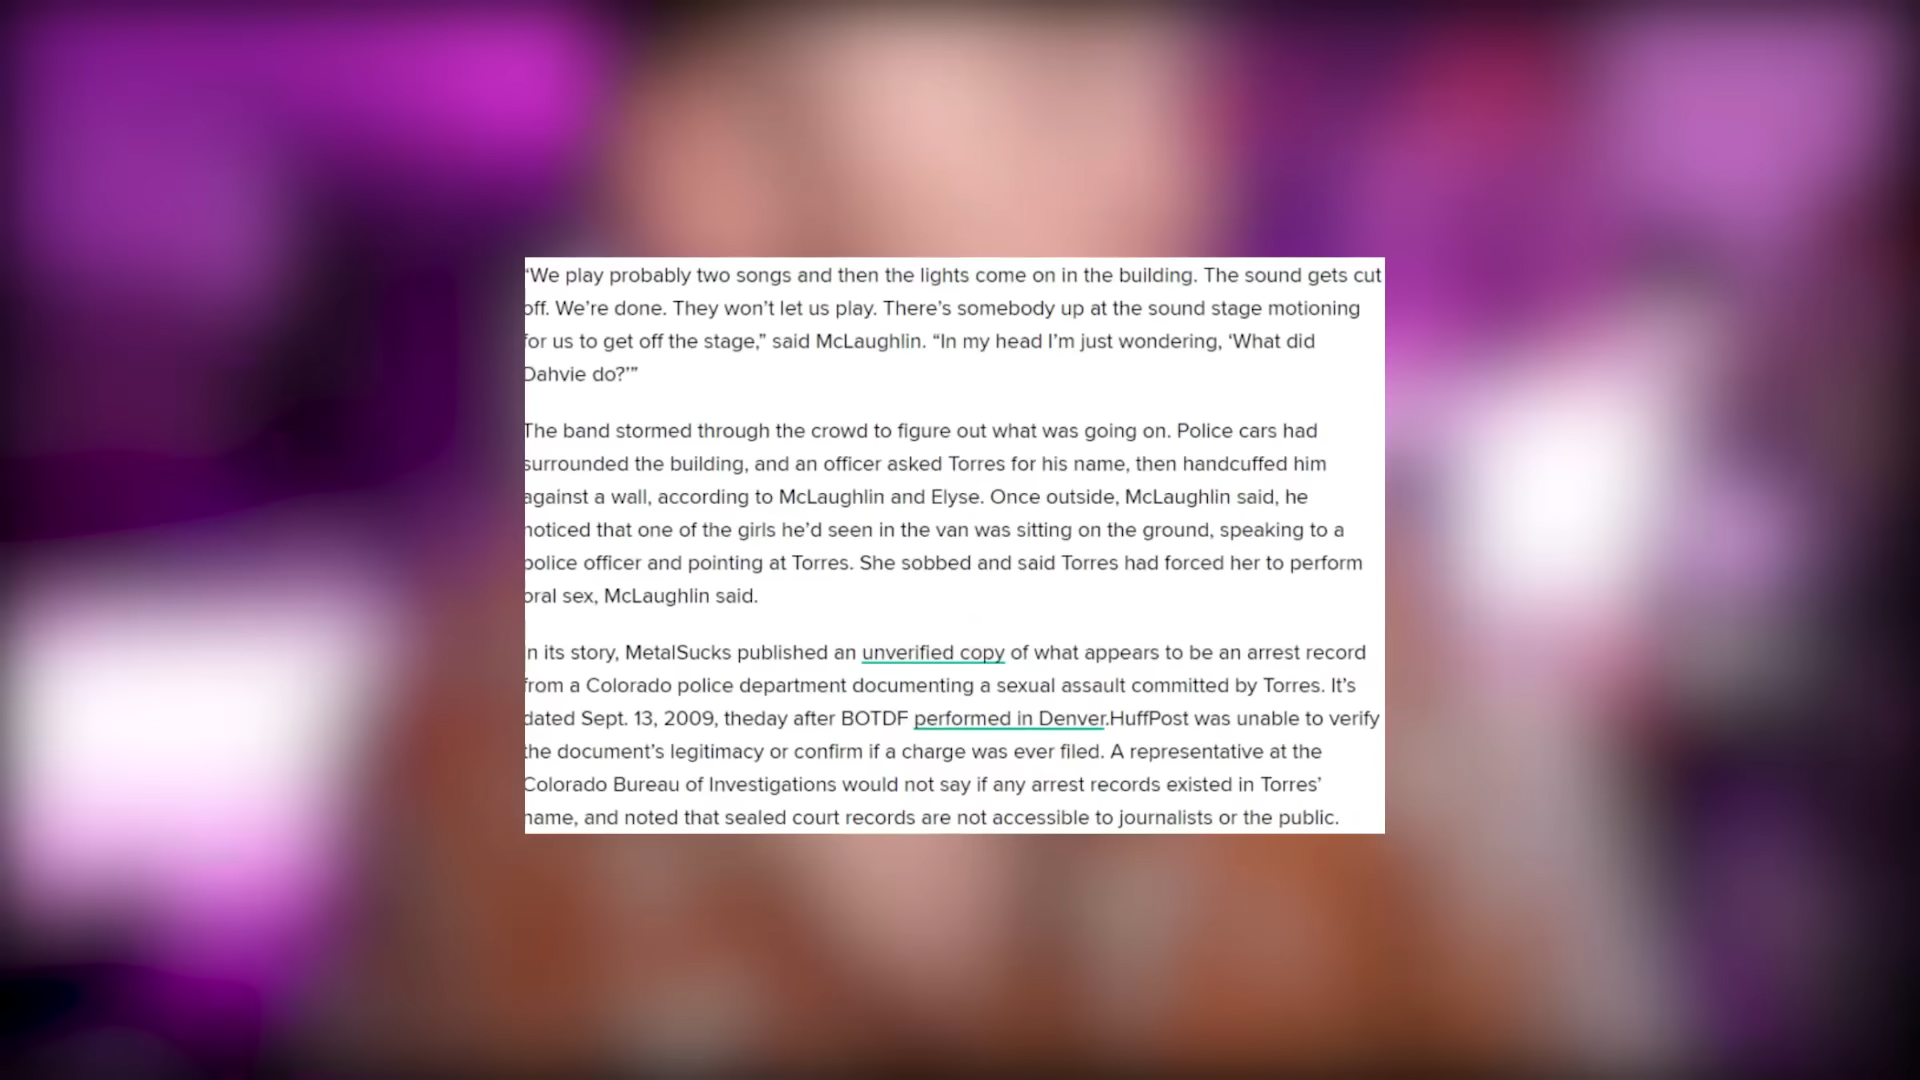 “We play probably two songs and then the lights come on in the building. The sound gets cut
off. We’re done. They won’t let us play. There’s somebody up at the sound stage motioning
for us to get off the stage,” said McLaughlin. “In my head I’m just wondering, ‘What did
Dahvie do?’”
The band stormed through the crowd to figure out what was going on. Police cars had
surrounded the building, and an officer asked Torres for his name, then handcuffed him
against a wall, according to McLaughlin and Elyse. Once outside, McLaughlin said, he
noticed that one of the girls he’d seen in the van was sitting on the ground, speaking to a
police officer and pointing at Torres. She sobbed and said Torres had forced her to perform
oral sex, McLaughlin said.
In its story, MetalSucks published an unverified copy of what appears to be an arrest record
from a Colorado police department documenting a sexual assault committed by Torres. It’s
dated Sept. 13, 2009, theday after BOTDF performed in Denver.HuffPost was unable to verify
the document’s legitimacy or confirm if a charge was ever filed. A representative at the
Colorado Bureau of Investigations would not say if any arrest records existed in Torres’
name, and noted that sealed court records are not accessible to journalists or the public.